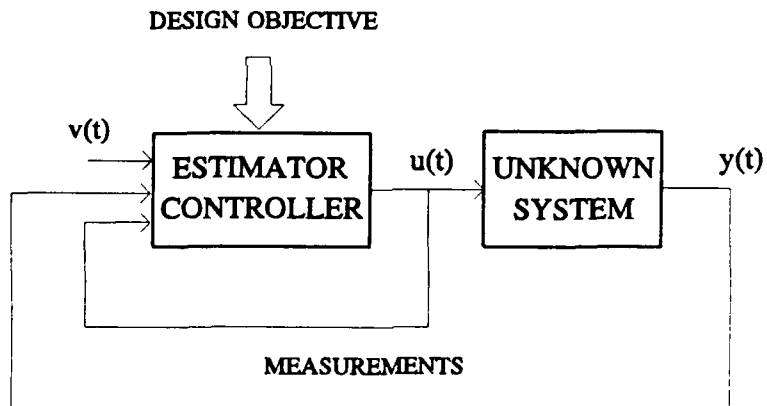 DESIGN OBJECTIVE
v(t)
ESTIMATOR
CONTROLLER
u(t)
UNKNOWN
SYSTEM
y(t)
MEASUREMENTS